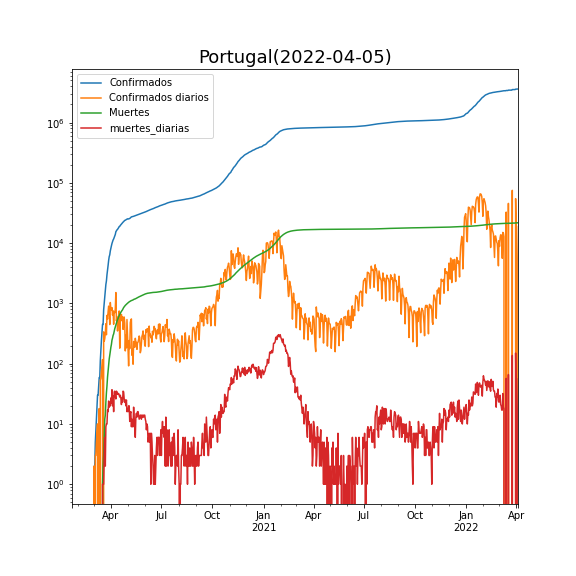 Portugal(2022-04-05)
Confirmados
Confirmados diarios
Muertes
muertes_diarias
10⁶
10⁵
10⁴
10³
10²
10¹
10⁰
Apr Jul Oct Jan Apr Jul Oct Jan Apr
2021 2022